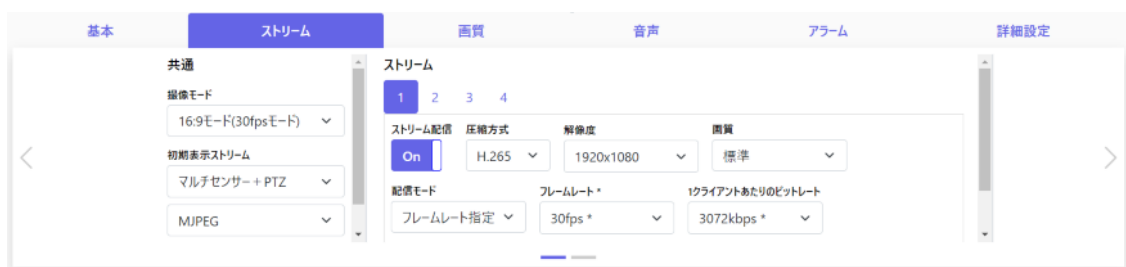 基本 ストリーム 画質 音声 アラーム 詳細設定
共通
撮像モード
16:9モード(30fpsモード)
初期表示ストリーム
マルチセンサー+PTZ
MJPEG
ストリーム
1 2 3 4
ストリーム配信 圧縮方式 解像度 画質
On H.265 1920x1080 標準
配信モード フレームレート* 1クライアントあたりのビットレート
フレームレート指定 30fps * 3072kbps *